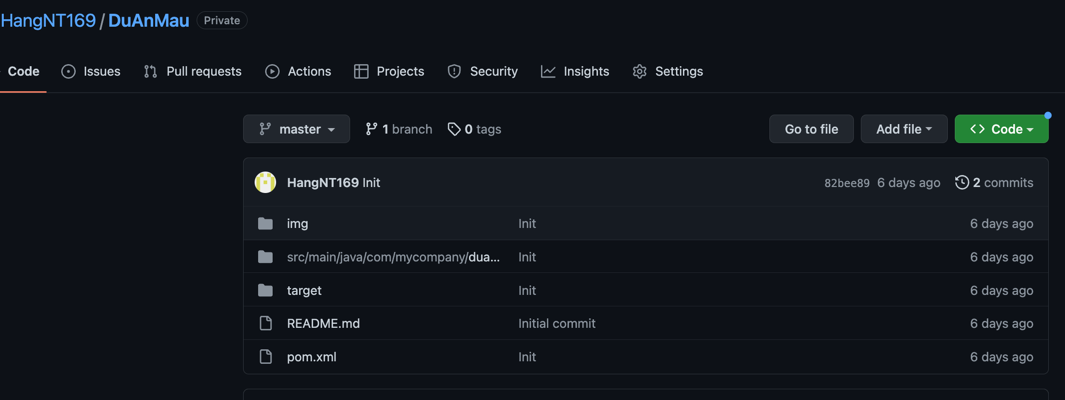 HangNT169 / DuAnMau Private
Code Issues Pull requests Actions Projects Security Insights Settings
master 1 branch 0 tags Go to file Add file Code
HangNT169 Init 82bee89 6 days ago 2 commits
img Init 6 days ago
src/main/java/com/mycompany/dua... Init 6 days ago
target Init 6 days ago
README.md Initial commit 6 days ago
pom.xml Init 6 days ago